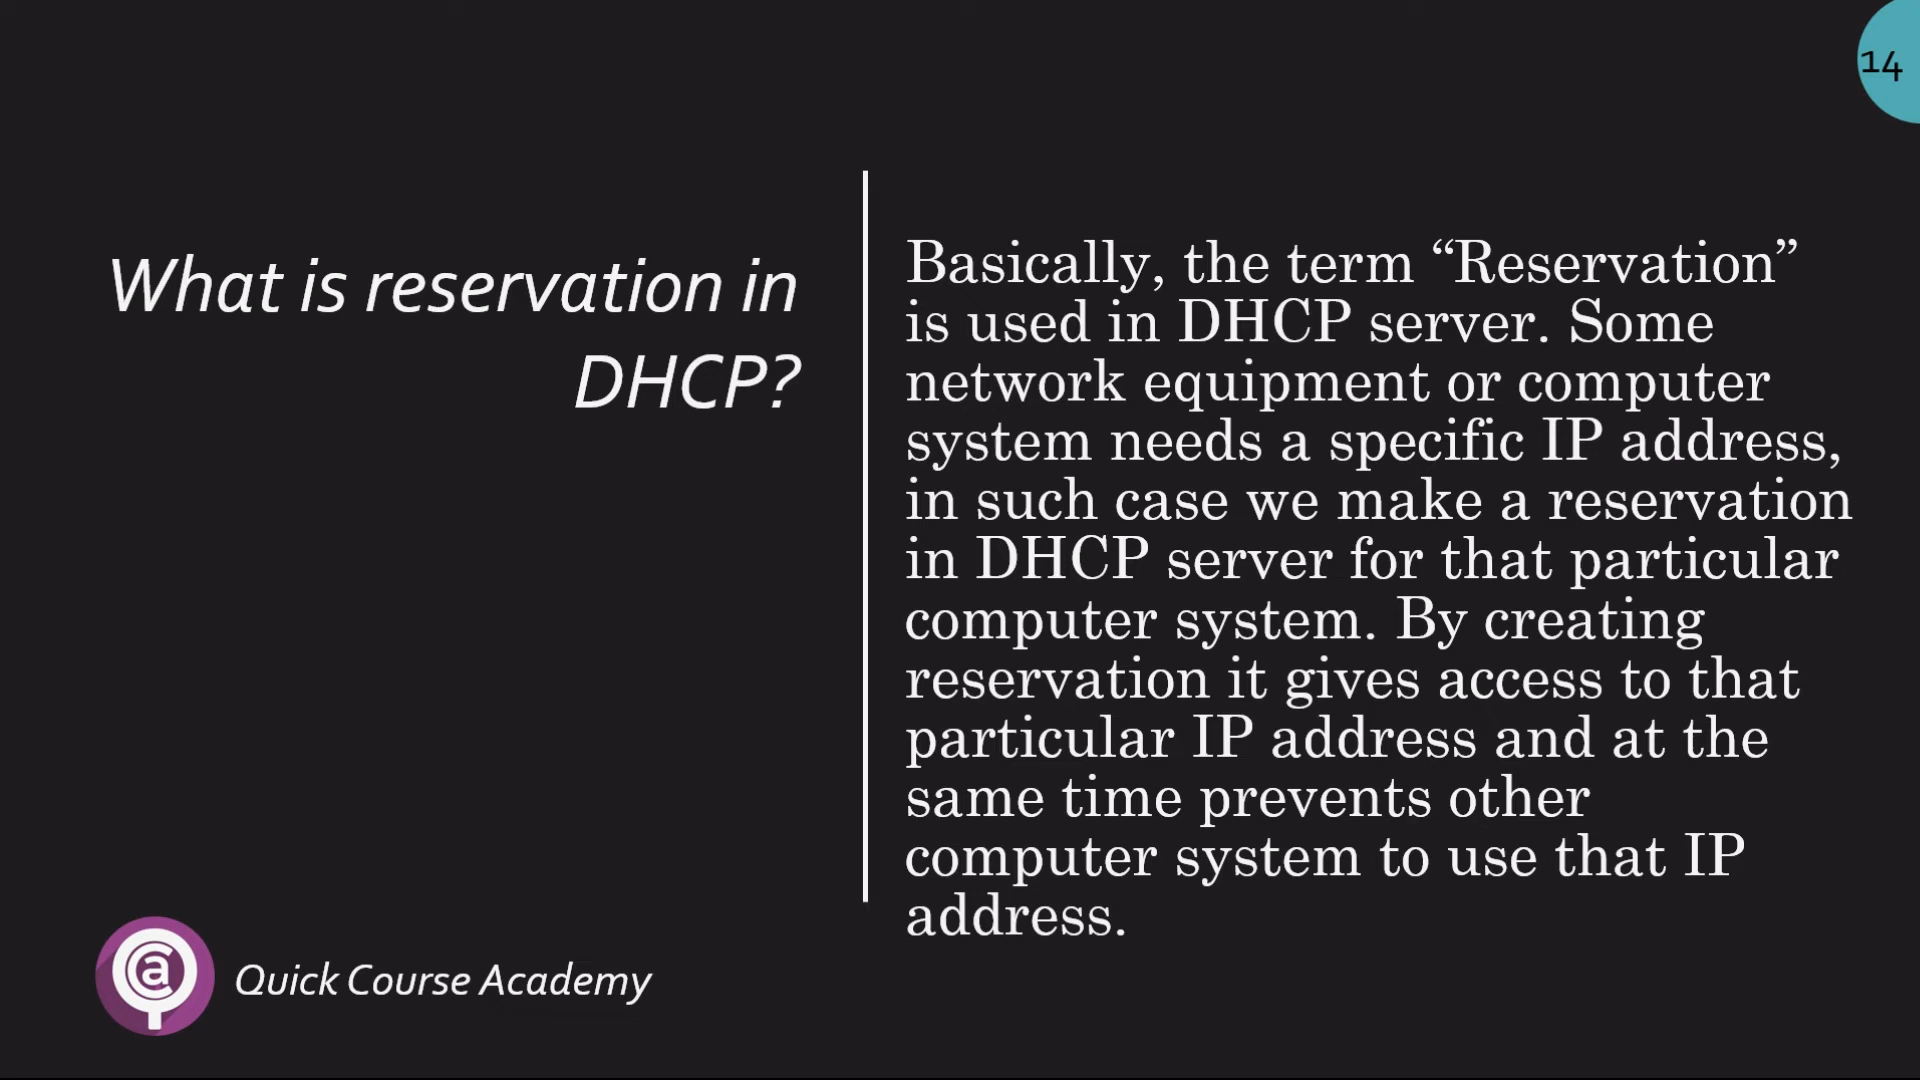 14
What is reservation in
DHCP?
Basically, the term “Reservation”
is used in DHCP server. Some
network equipment or computer
system needs a specific IP address,
in such case we make a reservation
in DHCP server for that particular
computer system. By creating
reservation it gives access to that
particular IP address and at the
same time prevents other
computer system to use that IP
address.
Quick Course Academy